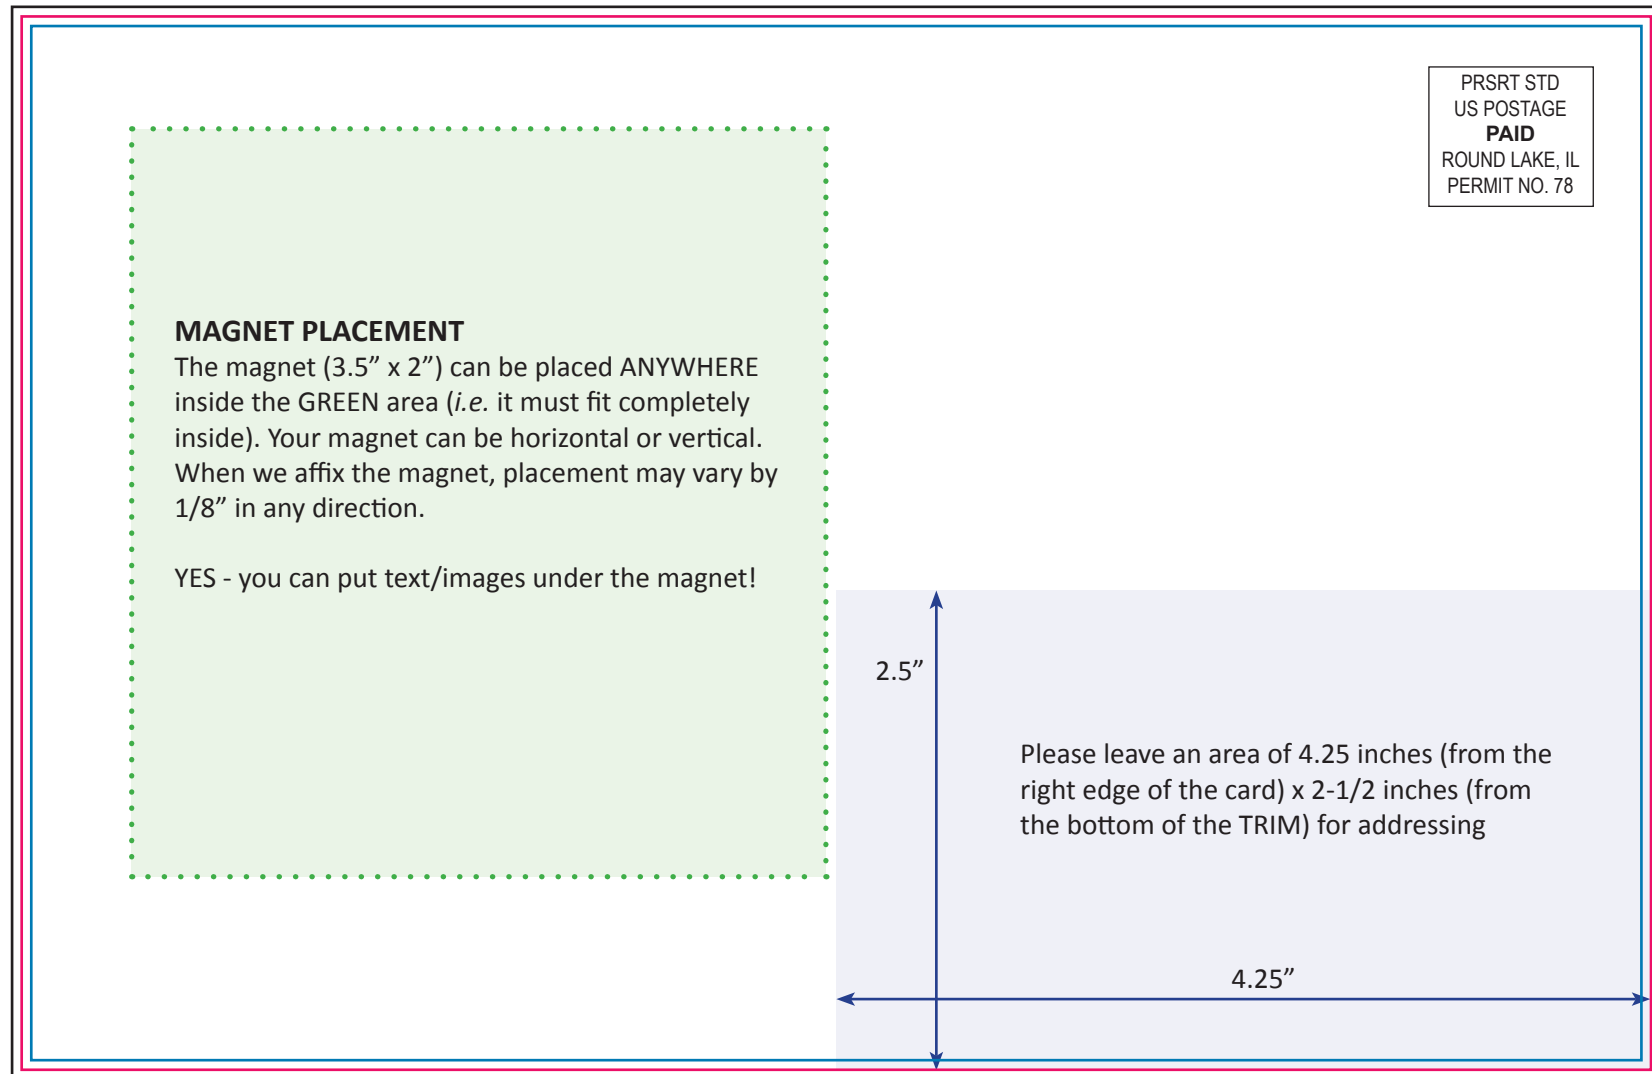 PRSRT STD
US POSTAGE
PAID
ROUND LAKE, IL
PERMIT NO. 78
MAGNET PLACEMENT
The magnet (3.5” x 2”) can be placed ANYWHERE
inside the GREEN area (i.e. it must fit completely
inside). Your magnet can be horizontal or vertical.
When we affix the magnet, placement may vary by
1/8” in any direction.
YES - you can put text/images under the magnet!
2.5”
Please leave an area of 4.25 inches (from the
right edge of the card) x 2-1/2 inches (from
the bottom of the TRIM) for addressing
4.25”